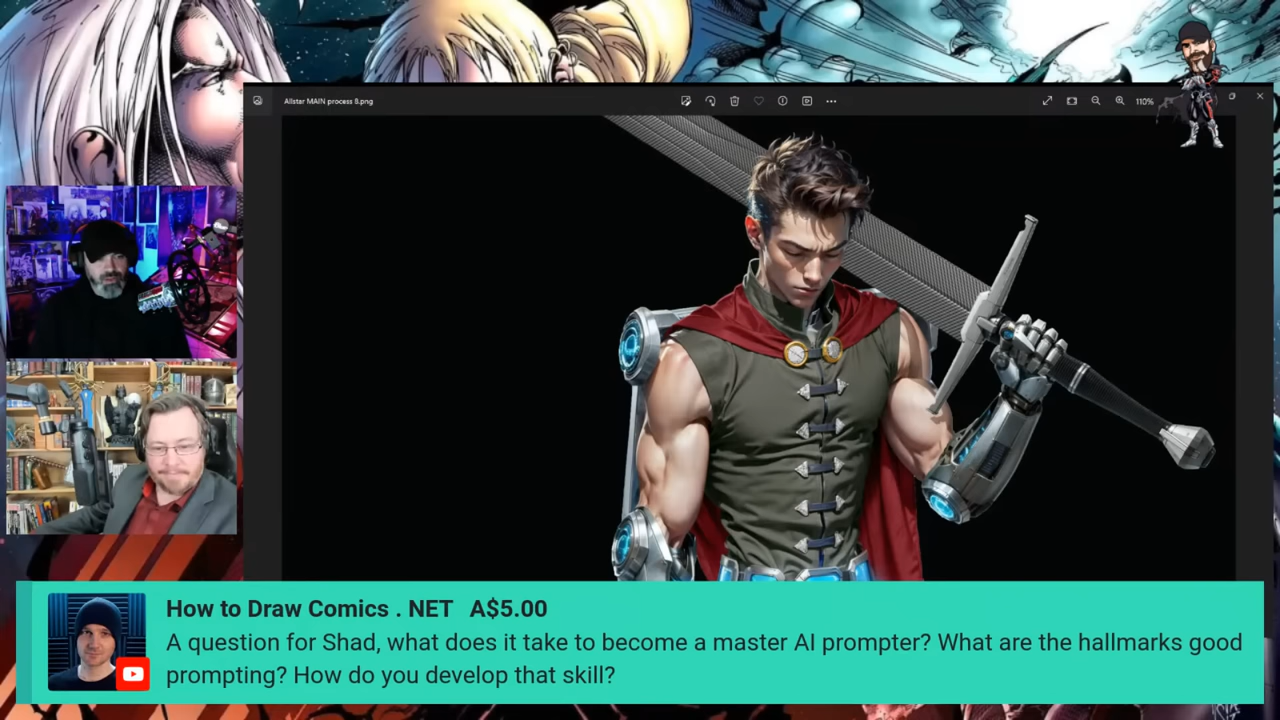 Allstar MAIN process 8.png
110%
How to Draw Comics . NET A$5.00
A question for Shad, what does it take to become a master AI prompter? What are the hallmarks good
prompting? How do you develop that skill?